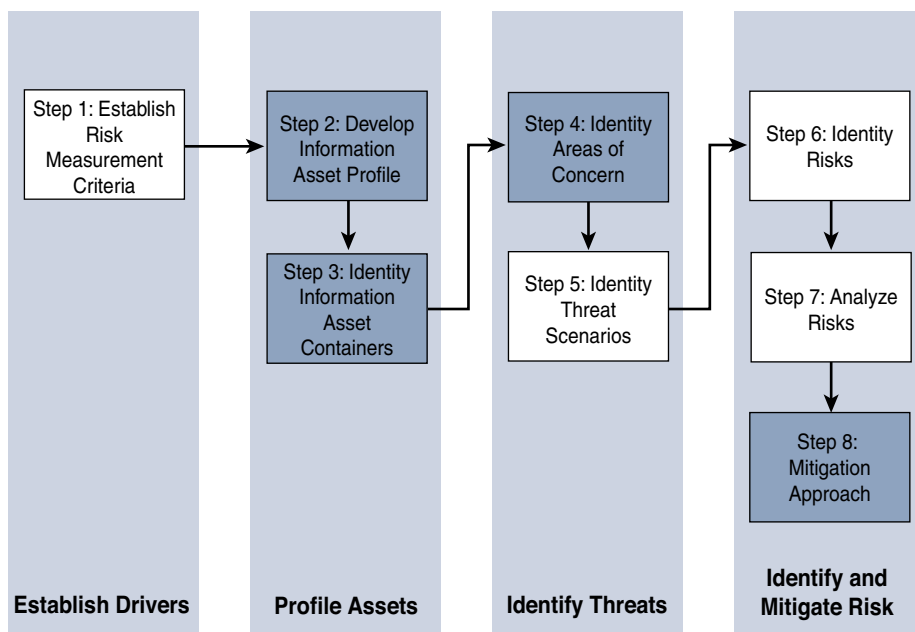 Step 1: Establish
Risk
Measurement
Criteria
Step 2: Develop
Information
Asset Profile
Step 3: Identity
Information
Asset
Containers
Step 4: Identity
Areas of
Concern
Step 5: Identity
Threat
Scenarios
Step 6: Identity
Risks
Step 7: Analyze
Risks
Step 8:
Mitigation
Approach
Establish Drivers
Profile Assets
Identify Threats
Identify and
Mitigate Risk